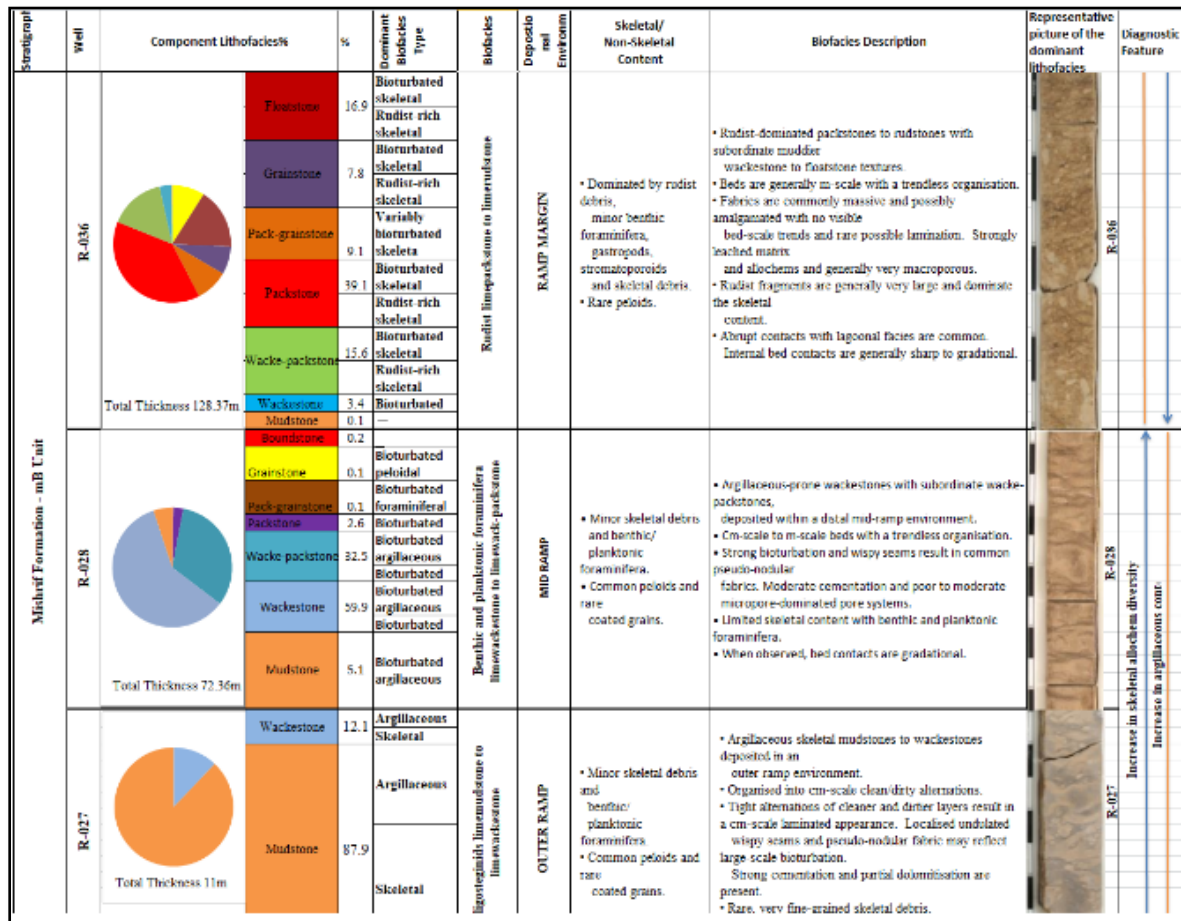 Stratigraph
Well
Component Lithofacies%
%
Dominant
Biofacies
Type
Biofacies
Depositio
nal
Environm
Skeletal/
Non-Skeletal
Content
Biofacies Description
Representative
picture of the
dominant
lithofacies
Diagnostic
Feature
Mishrif Formation - mB Unit
R-036
Total Thickness 128.37m
Floatstone
16.9
Bioturbated
skeletal
Rudist-rich
skeletal
Grainstone
7.8
Bioturbated
skeletal
Rudist-rich
skeletal
Pack-grainstone
9.1
Variably
bioturbated
skeleta
Packstone
39.1
Bioturbated
skeletal
Rudist-rich
skeletal
Wacke-packstone
15.6
Bioturbated
skeletal
Rudist-rich
skeletal
Wackestone
3.4
Bioturbated
Mudstone
0.1
—
Rudist limepackstone to limerudstone
RAMP MARGIN
• Dominated by rudist
debris,
minor benthic
foraminifera,
gastropods,
stromatoporoids
and skeletal debris.
• Rare peloids.
• Rudist-dominated packstones to rudstones with
subordinate muddier
wackestone to floatstone textures.
• Beds are generally m-scale with a trendless organisation.
• Fabrics are commonly massive and possibly
amalgamated with no visible
bed-scale trends and rare possible lamination. Strongly
leached matrix
and allochems and generally very macroporous.
• Rudist fragments are generally very large and dominate
the skeletal
content.
• Abrupt contacts with lagoonal facies are common.
Internal bed contacts are generally sharp to gradational.
R-036
R-028
Total Thickness 72.36m
Boundstone
0.2
Grainstone
0.1
Bioturbated
peloidal
Pack-grainstone
0.1
Bioturbated
foraminiferal
Packstone
2.6
Bioturbated
Wacke-packstone
32.5
Bioturbated
argillaceous
Bioturbated
Wackestone
59.9
Bioturbated
argillaceous
Bioturbated
Mudstone
5.1
Bioturbated
argillaceous
Benthic and planktonic foraminifera
limewackestone to limewack-packstone
MID RAMP
• Minor skeletal debris
and benthic/
planktonic
foraminifera.
• Common peloids and
rare
coated grains.
• Argillaceous-prone wackestones with subordinate wacke-
packstones,
deposited within a distal mid-ramp environment.
• Cm-scale to m-scale beds with a trendless organisation.
• Strong bioturbation and wispy seams result in common
pseudo-nodular
fabrics. Moderate cementation and poor to moderate
micropore-dominated pore systems.
• Limited skeletal content with benthic and planktonic
foraminifera.
• When observed, bed contacts are gradational.
R-028
R-027
Total Thickness 11m
Wackestone
12.1
Argillaceous
Skeletal
Mudstone
87.9
Argillaceous
Skeletal
ligosteginids limemudstone to
limewackestone
OUTER RAMP
• Minor skeletal debris
and
benthic/
planktonic
foraminifera
• Common peloids and
rare
coated grains.
• Argillaceous skeletal mudstones to wackestones
deposited in an
outer ramp environment.
• Organised into cm-scale clean/dirty alternations.
• Tight alternations of cleaner and dirtier layers result in
a cm-scale laminated appearance. Localised undulated
wispy seams and pseudo-nodular fabric may reflect
large-scale bioturbation.
Strong cementation and partial dolomitisation are
present.
• Rare, very fine-grained skeletal debris.
R-027
Increase in skeletal allochem diversity
Increase in argillaceous cont-